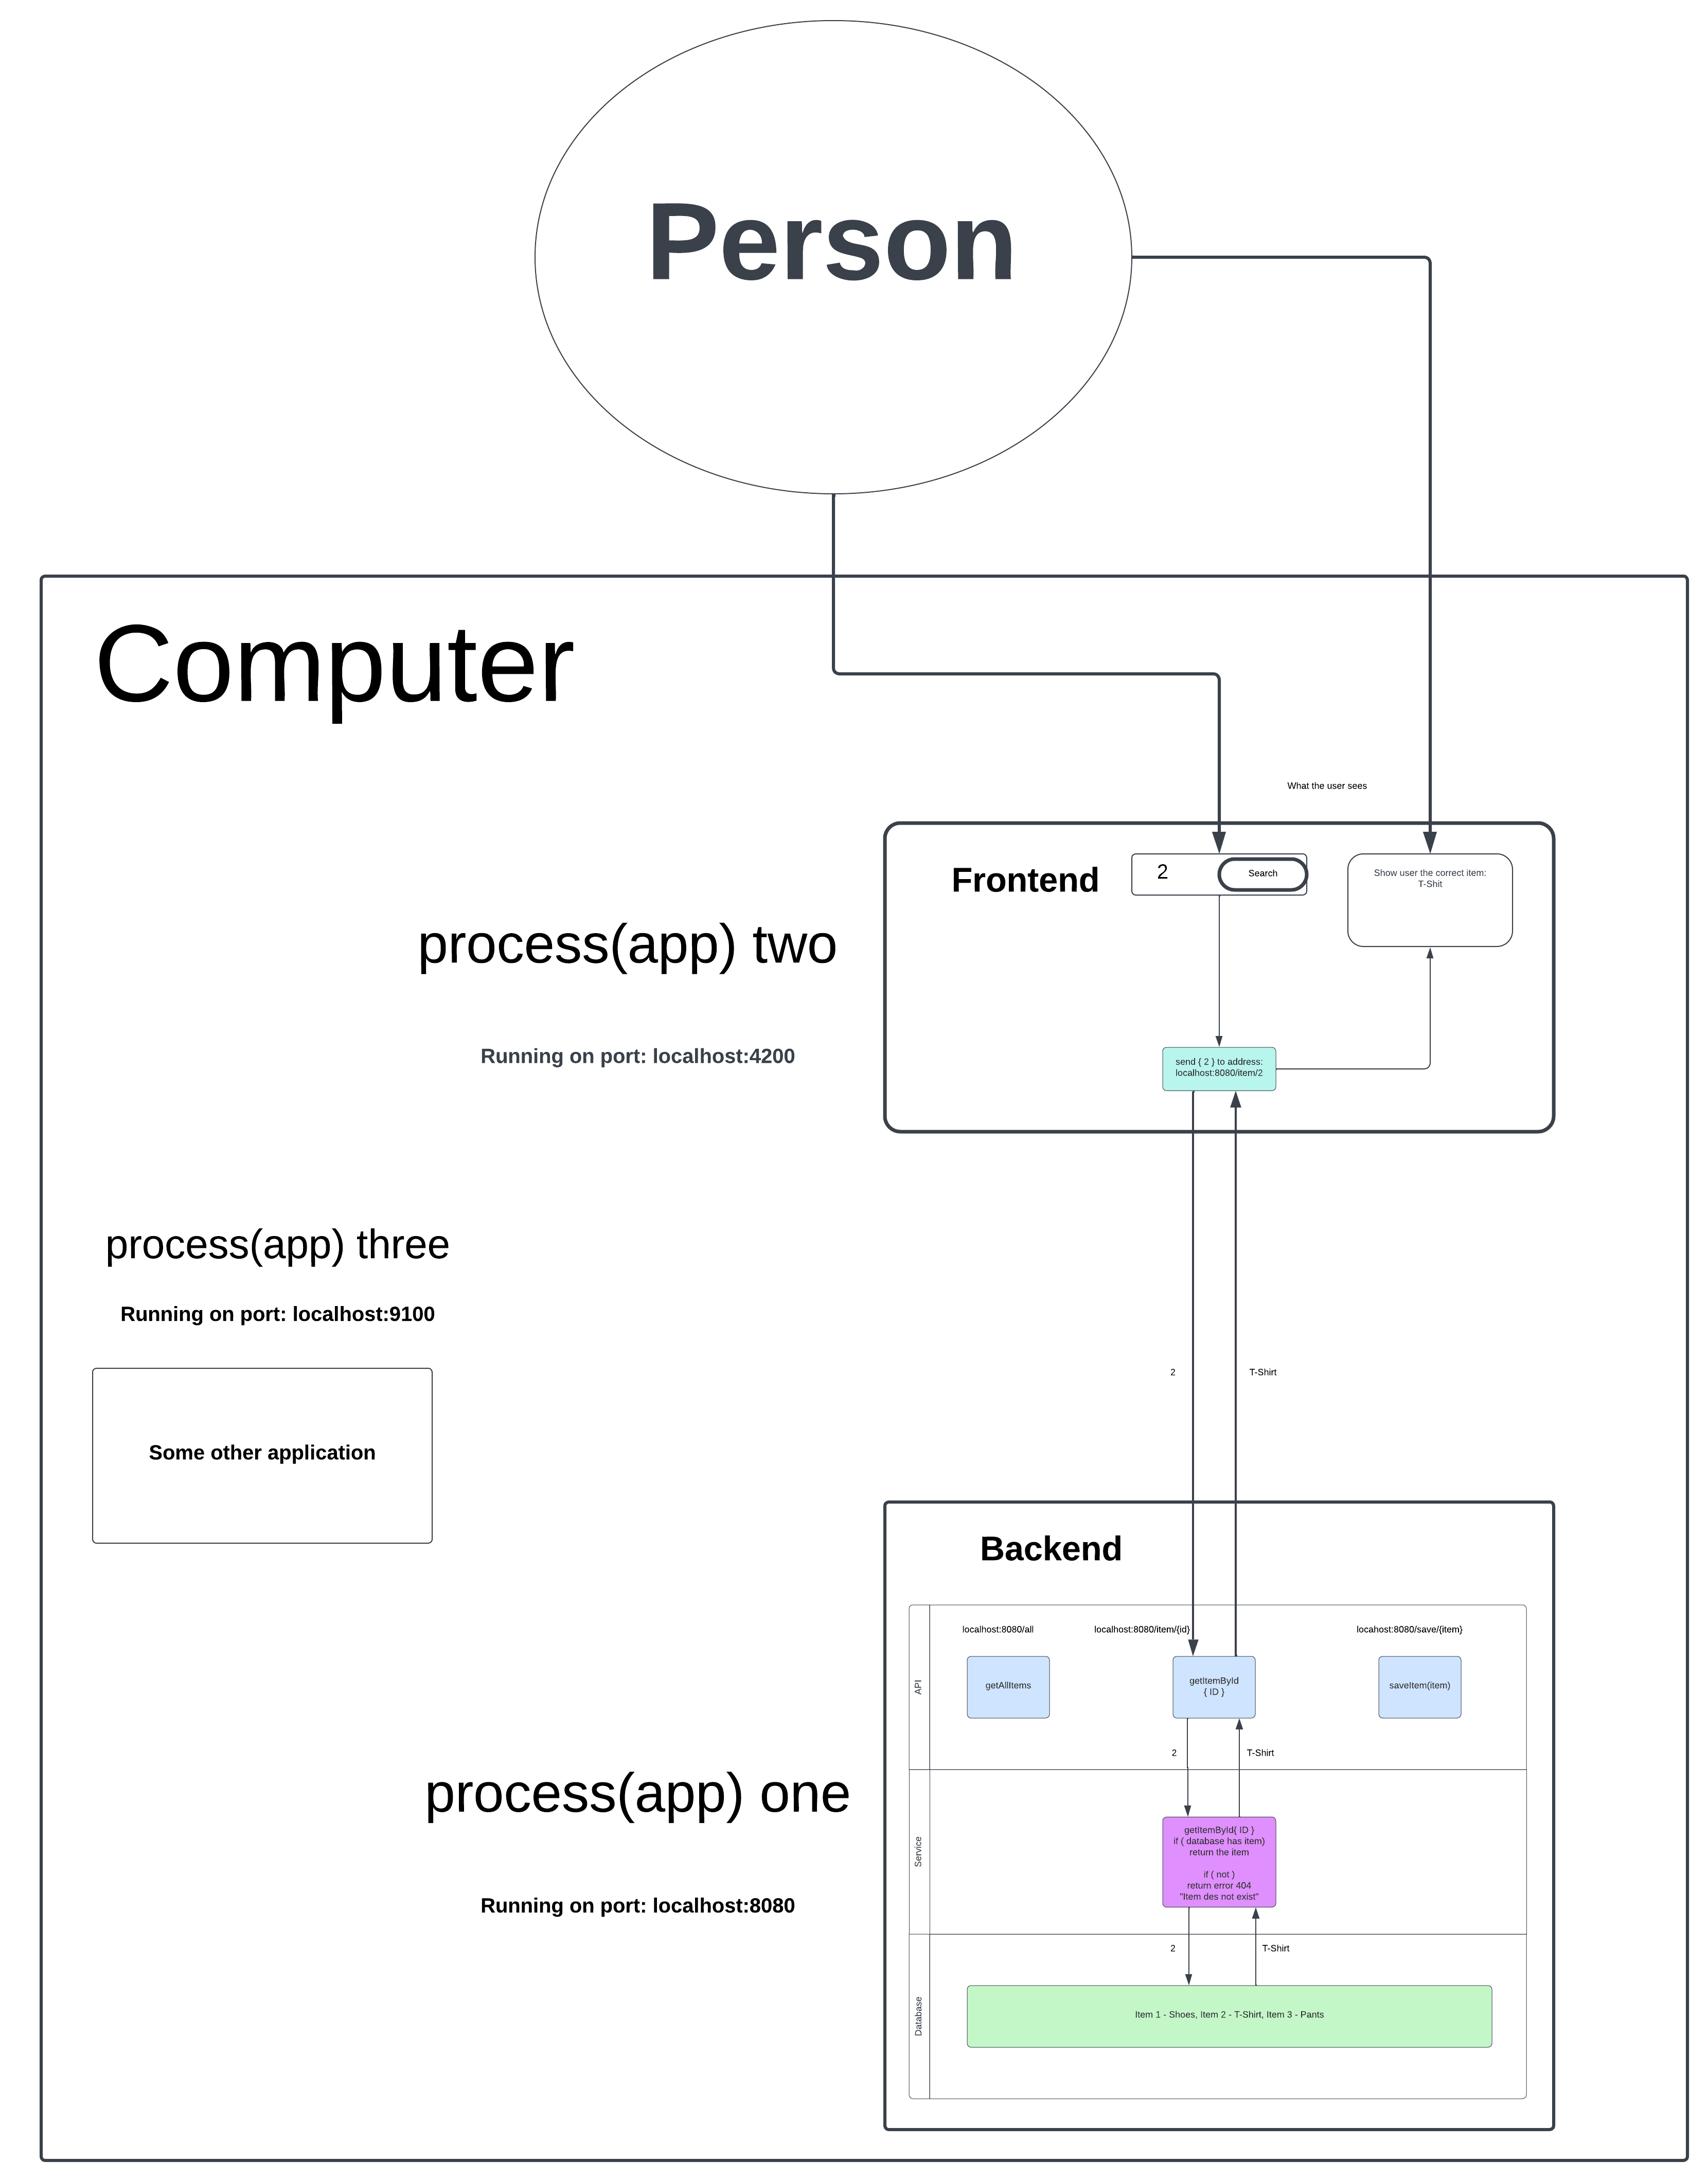 Person
Computer
What the user sees
Frontend
2
Search
Show user the correct item:
T-Shit
process(app) two
Running on port: localhost:4200
send { 2 } to address:
localhost:8080/item/2
process(app) three
Running on port: localhost:9100
Some other application
2
T-Shirt
Backend
API
localhost:8080/all
localhost:8080/item/{id}
locahost:8080/save/{item}
getAllItems
getItemById
{ ID }
saveItem(item)
2
T-Shirt
process(app) one
Running on port: localhost:8080
Service
getItemById{ ID }
if ( database has item)
return the item
if ( not )
return error 404
"Item des not exist"
2
T-Shirt
Database
Item 1 - Shoes, Item 2 - T-Shirt, Item 3 - Pants